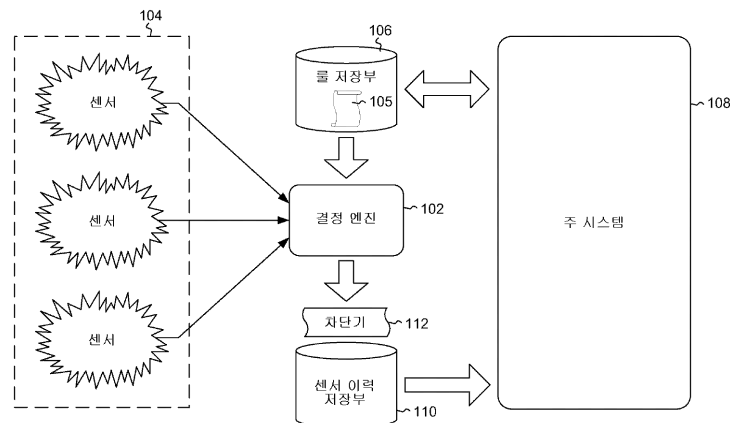 104
센서
센서
센서
106
룰 저장부
105
결정 엔진
102
차단기
112
센서 이력
저장부
110
주 시스템
108